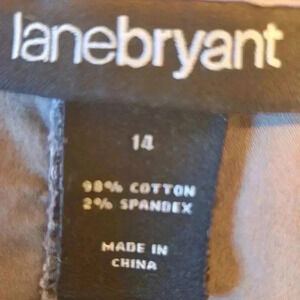 lanebryant
14
98% COTTON
2% SPANDEX
MADE IN
CHINA